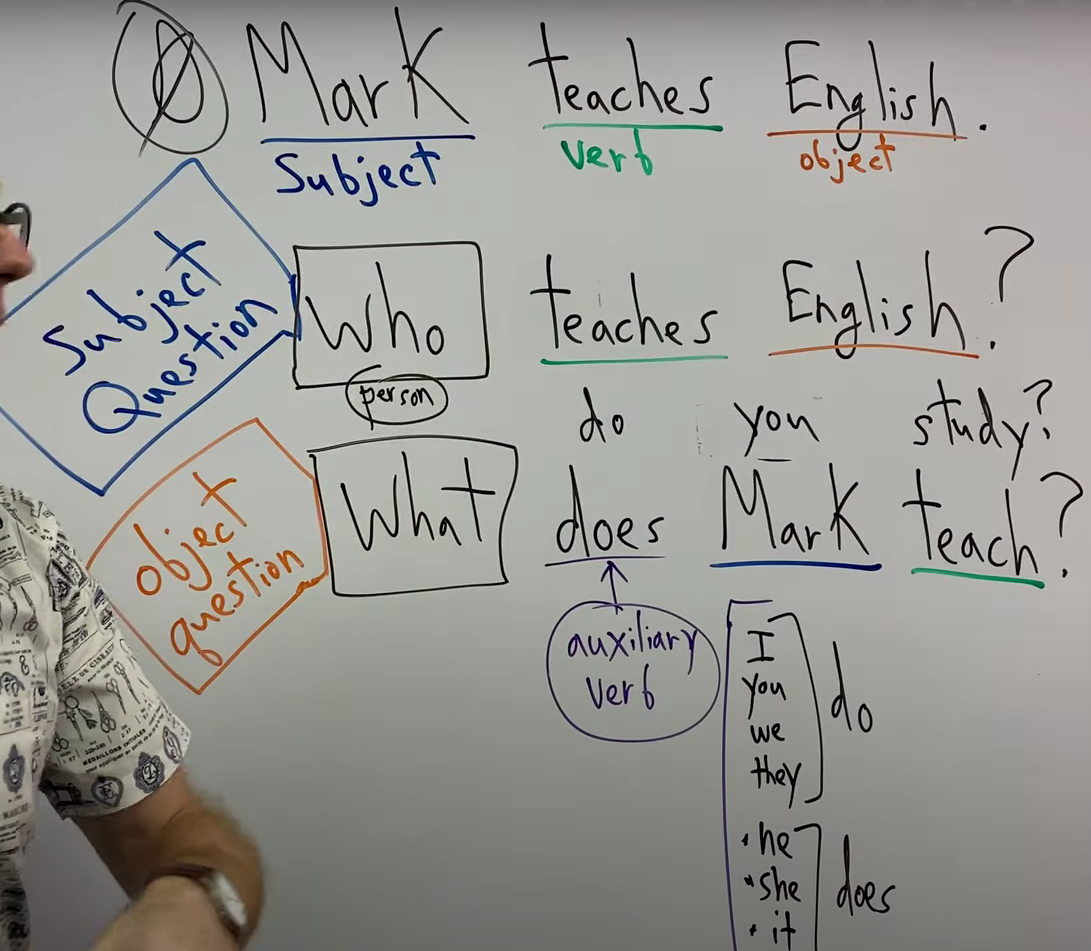 Mark teaches English.
Subject verb object
Subject
Question
Who teaches English?
person
do you study?
object
question
What does Mark teach?
auxiliary
verb
I
you
we
they
do
he
she
it
does